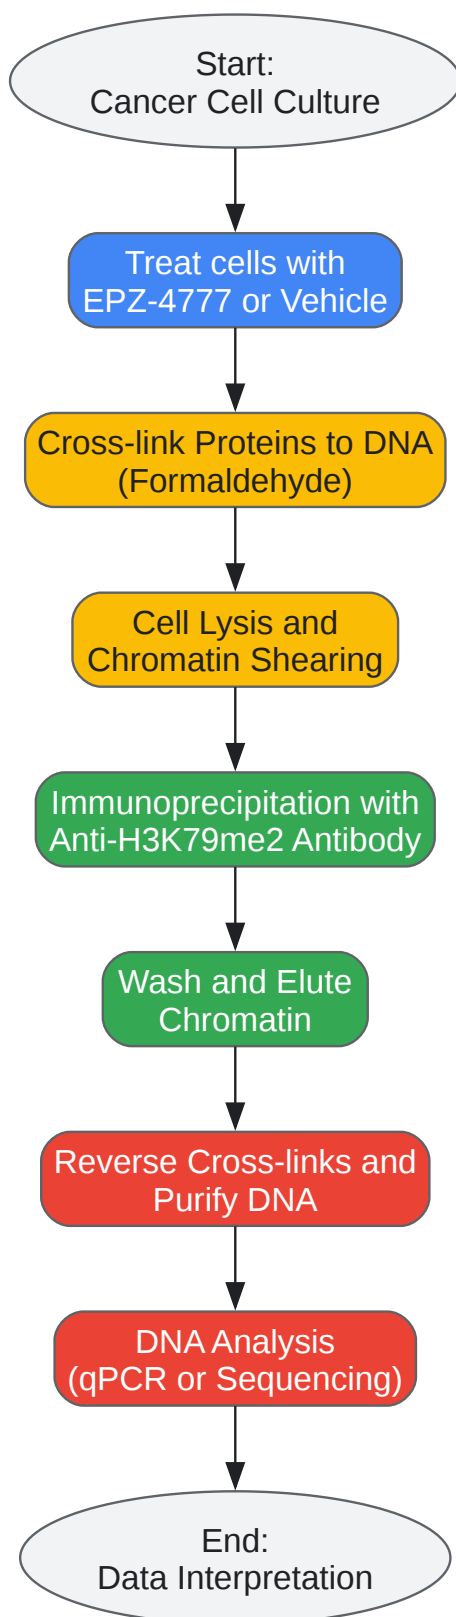 Start:
Cancer Cell Culture
Treat cells with
EPZ-4777 or Vehicle
Cross-link Proteins to DNA
(Formaldehyde)
Cell Lysis and
Chromatin Shearing
Immunoprecipitation with
Anti-H3K79me2 Antibody
Wash and Elute
Chromatin
Reverse Cross-links and
Purify DNA
DNA Analysis
(qPCR or Sequencing)
End:
Data Interpretation